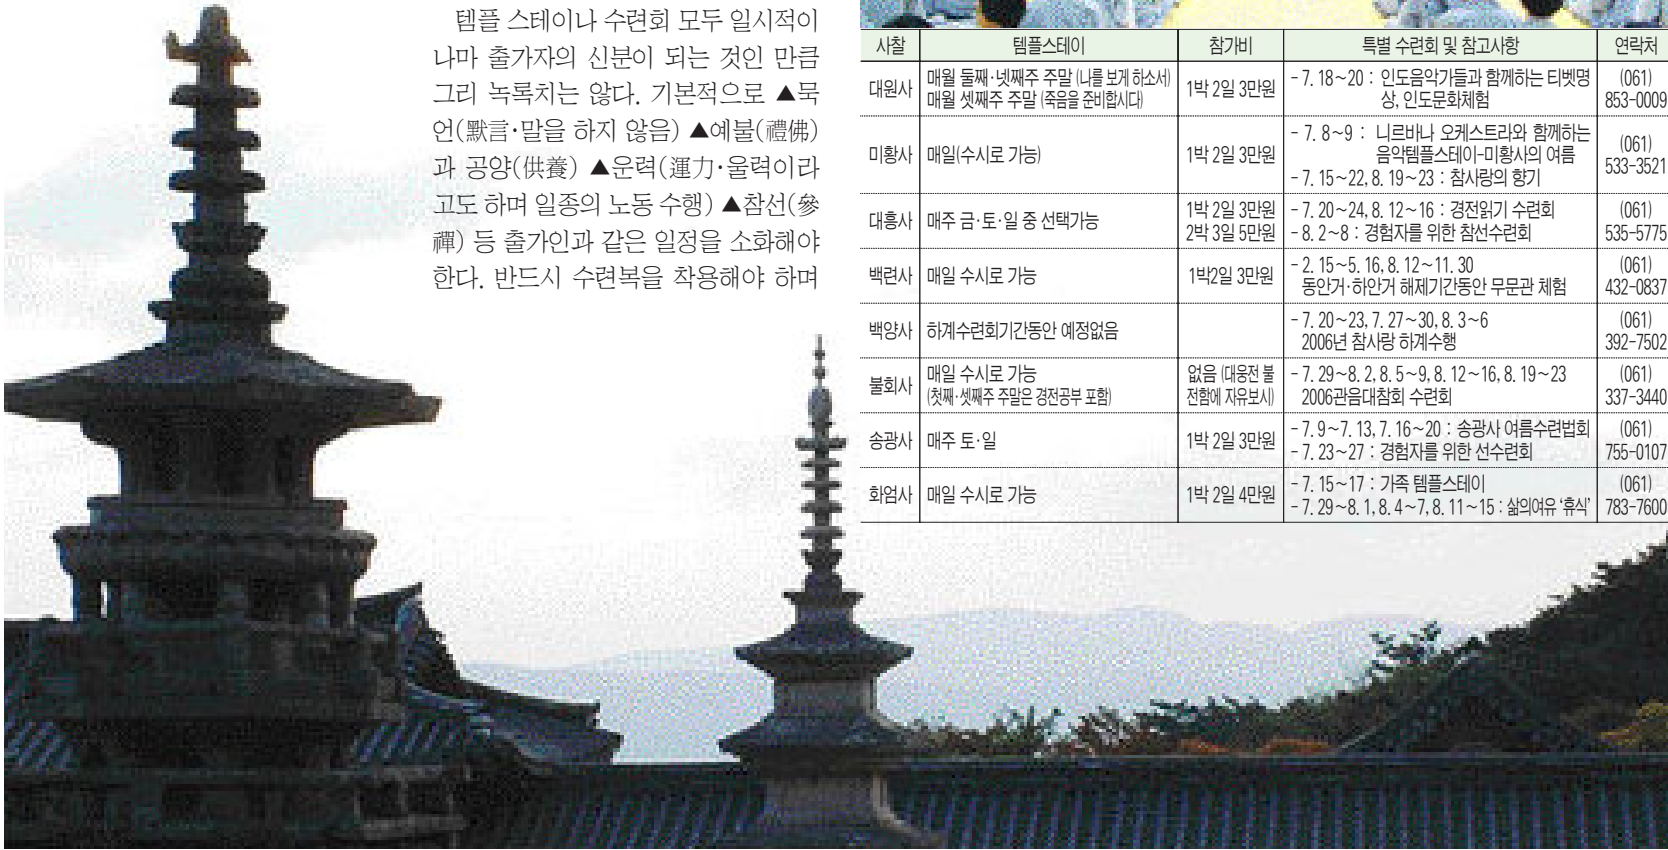 템플 스테이나 수련회 모두 일시적이
나마 출가자의 신분이 되는 것인 만큼
그리 녹록치는 않다. 기본적으로 ▲묵
언(默言·말을 하지 않음) ▲예불(禮佛)
과 공양(供養) ▲운력(運力·울력이라
고도 하며 일종의 노동 수행) ▲참선(參
禪) 등 출가인과 같은 일정을 소화해야
한다. 반드시 수련복을 착용해야 하며
사찰 템플스테이 참가비 특별 수련회 및 참고사항 연락처
대원사 매월 둘째·넷째주 주말 (나를 보게 하소서) 1박 2일 3만원 - 7. 18~20 : 인도음악가들과 함께하는 티벳명 (061)
매월 셋째주 주말 (죽음을 준비합시다) 상, 인도문화체험 853-0009
미황사 매일(수시로 가능) 1박 2일 3만원 - 7. 8~9 : 니르바나 오케스트라와 함께하는 (061)
음악템플스테이-미황사의 여름 533-3521
- 7. 15~22, 8. 19~23 : 참사랑의 향기
대흥사 매주 금·토·일 중 선택가능 1박 2일 3만원 - 7. 20~24, 8. 12~16 : 경전읽기 수련회 (061)
2박 3일 5만원 - 8. 2~8 : 경험자를 위한 참선수련회 535-5775
백련사 매일 수시로 가능 1박2일 3만원 - 2. 15~5. 16, 8. 12~11. 30 (061)
동안거·하안거 해제기간동안 무문관 체험 432-0837
백양사 하계수련회기간동안 예정없음 - 7. 20~23, 7. 27~30, 8. 3~6 (061)
2006년 참사랑 하계수행 392-7502
불회사 매일 수시로 가능 없음 (대웅전 불 - 7. 29~8. 2, 8. 5~9, 8. 12~16, 8. 19~23 (061)
(첫째·셋째주 주말은 경전공부 포함) 전함에 자유보시) 2006관음대참회 수련회 337-3440
송광사 매주 토·일 1박 2일 3만원 - 7. 9~7. 13, 7. 16~20 : 송광사 여름수련법회 (061)
- 7. 23~27 : 경험자를 위한 선수련회 755-0107
화엄사 매일 수시로 가능 1박 2일 4만원 - 7. 15~17 : 가족 템플스테이 (061)
- 7. 29~8. 1, 8. 4~7, 8. 11~15 : 삶의여유 '휴식' 783-7600